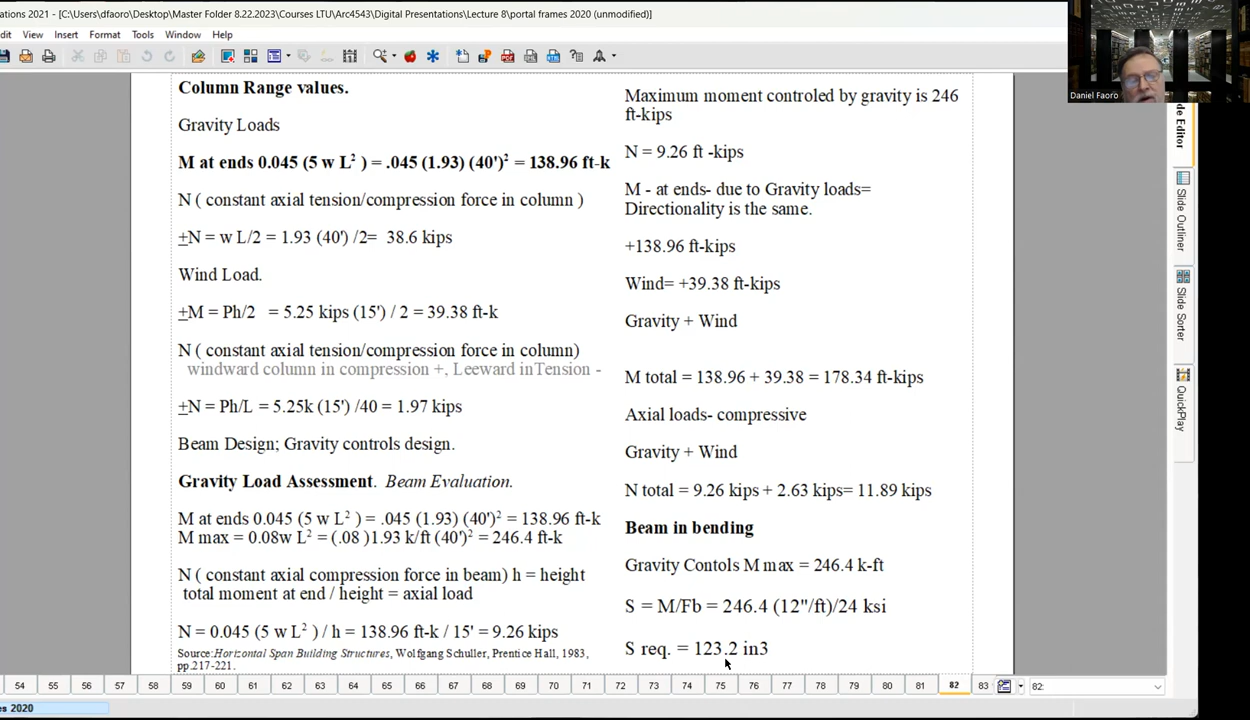 ations 2021 - [C:\Users\dfaoro\Desktop\Master Folder 8.22.2023\Courses LTU\Arc4543\Digital Presentations\Lecture 8\portal frames 2020 (unmodified)]
dit View Insert Format Tools Window Help
Daniel Faoro
Column Range values.
Gravity Loads
M at ends 0.045 (5 w L² ) = .045 (1.93) (40')² = 138.96 ft-k
N ( constant axial tension/compression force in column )
±N = w L/2 = 1.93 (40') /2= 38.6 kips
Wind Load.
±M = Ph/2 = 5.25 kips (15') / 2 = 39.38 ft-k
N ( constant axial tension/compression force in column)
windward column in compression +, Leeward inTension -
±N = Ph/L = 5.25k (15') /40 = 1.97 kips
Beam Design; Gravity controls design.
Gravity Load Assessment. Beam Evaluation.
M at ends 0.045 (5 w L² ) = .045 (1.93) (40')² = 138.96 ft-k
M max = 0.08w L² = (.08 )1.93 k/ft (40')² = 246.4 ft-k
N ( constant axial compression force in beam) h = height
total moment at end / height = axial load
N = 0.045 (5 w L² ) / h = 138.96 ft-k / 15' = 9.26 kips
Source:Horizontal Span Building Structures, Wolfgang Schuller, Prentice Hall, 1983,
pp.217-221.
Maximum moment controled by gravity is 246
ft-kips
N = 9.26 ft -kips
M - at ends- due to Gravity loads=
Directionality is the same.
+138.96 ft-kips
Wind= +39.38 ft-kips
Gravity + Wind
M total = 138.96 + 39.38 = 178.34 ft-kips
Axial loads- compressive
Gravity + Wind
N total = 9.26 kips + 2.63 kips= 11.89 kips
Beam in bending
Gravity Contols M max = 246.4 k-ft
S = M/Fb = 246.4 (12"/ft)/24 ksi
S req. = 123.2 in3
de Editor
Slide Outliner
Slide Sorter
QuickPlay
54 55 56 57 58 59 60 61 62 63 64 65 66 67 68 69 70 71 72 73 74 75 76 77 78 79 80 81 82 83 82:
es 2020